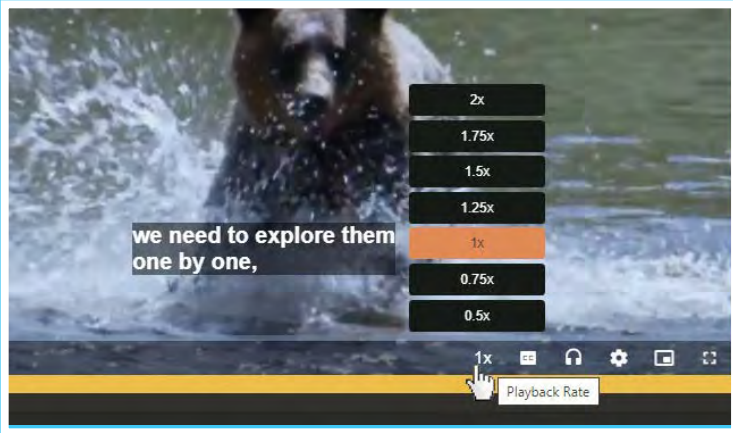 2x
1.75x
1.5x
1.25x
we need to explore them
one by one,
1x
0.75x
0.5x
1x
CC
Playback Rate